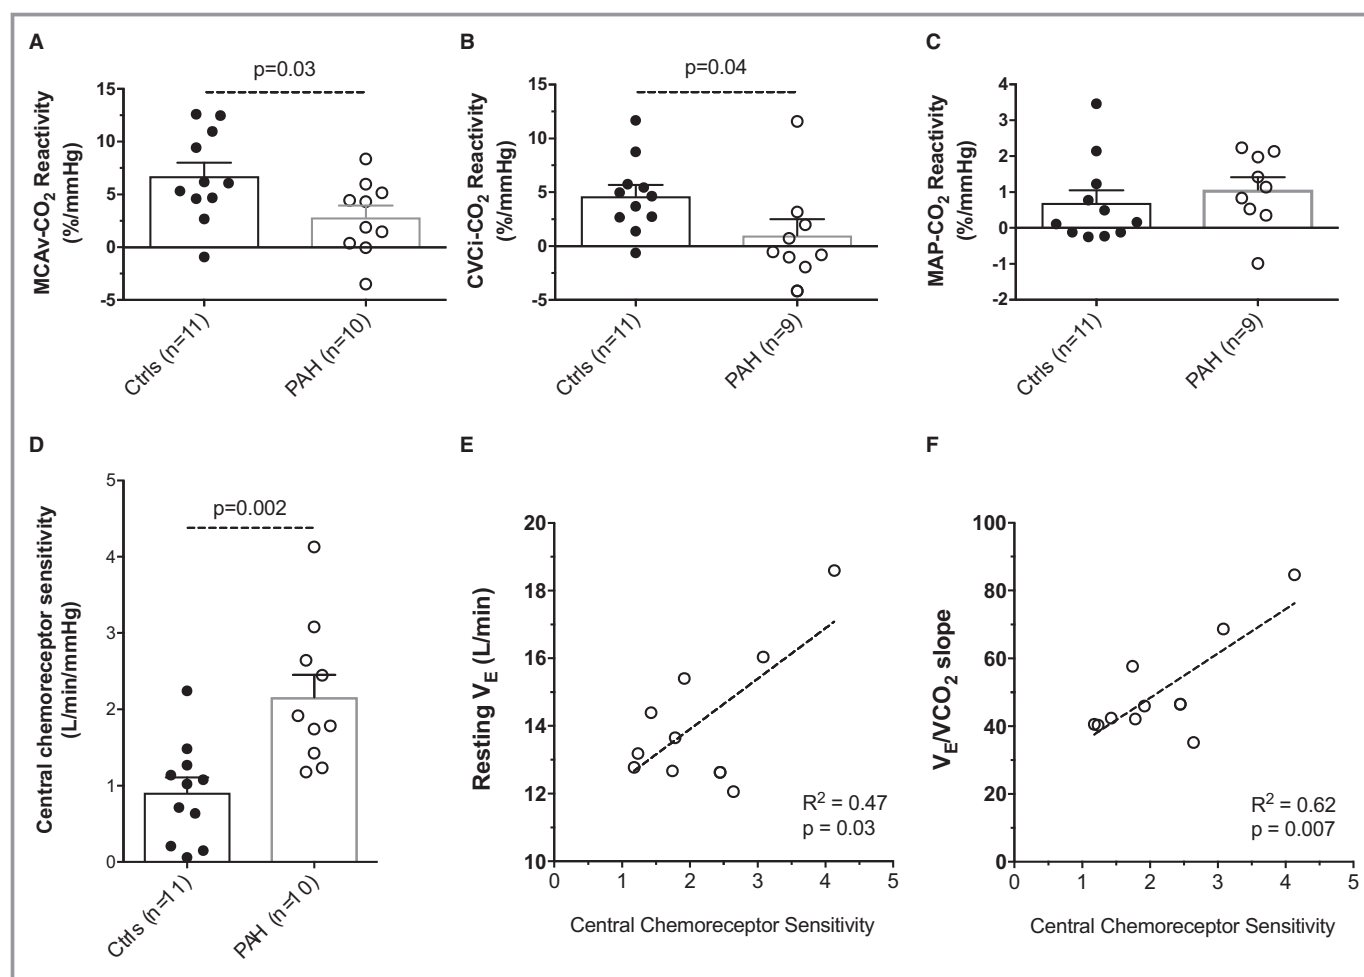 A
p=0.03
MCAv-CO₂ Reactivity
(%/mmHg)
15
10
5
0
-5
Ctrls (n=11)
PAH (n=10)
B
p=0.04
CVCi-CO₂ Reactivity
(%/mmHg)
15
10
5
0
-5
Ctrls (n=11)
PAH (n=9)
C
MAP-CO₂ Reactivity
(%/mmHg)
4
3
2
1
0
-1
-2
Ctrls (n=11)
PAH (n=9)
D
p=0.002
Central chemoreceptor sensitivity
(L/min/mmHg)
5
4
3
2
1
0
Ctrls (n=11)
PAH (n=10)
E
Resting V_E (L/min)
20
18
16
14
12
10
R² = 0.47
p = 0.03
0 1 2 3 4 5
Central Chemoreceptor Sensitivity
F
V_E/VCO₂ slope
100
80
60
40
20
0
R² = 0.62
p = 0.007
0 1 2 3 4 5
Central Chemoreceptor Sensitivity